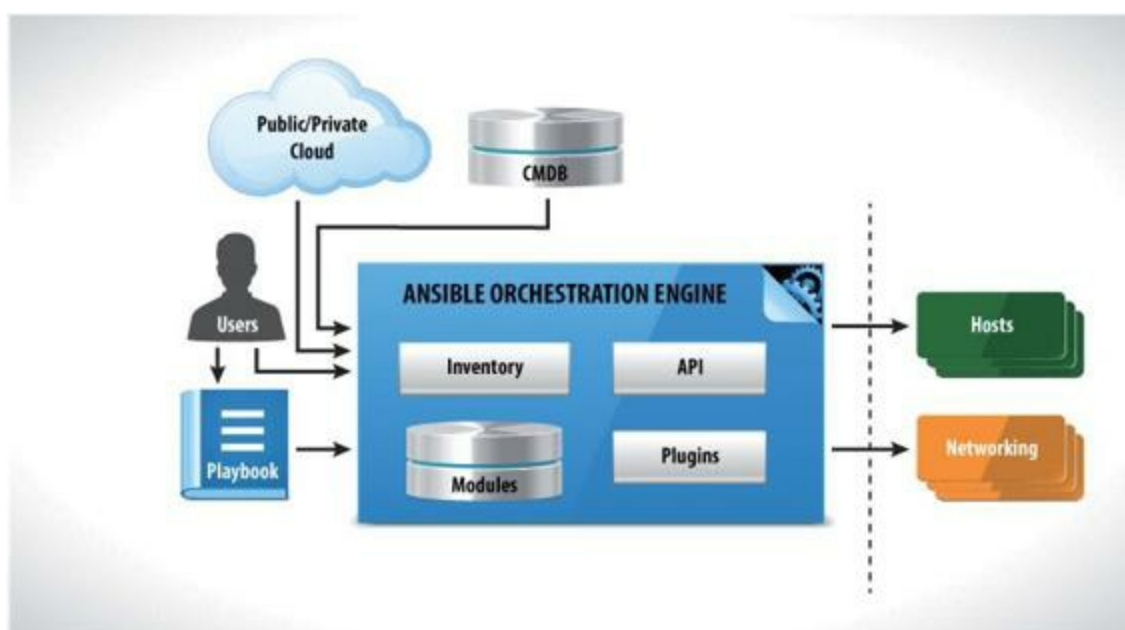 Public/Private
Cloud
CMDB
Users
ANSIBLE ORCHESTRATION ENGINE
Inventory
API
Hosts
Playbook
Modules
Plugins
Networking